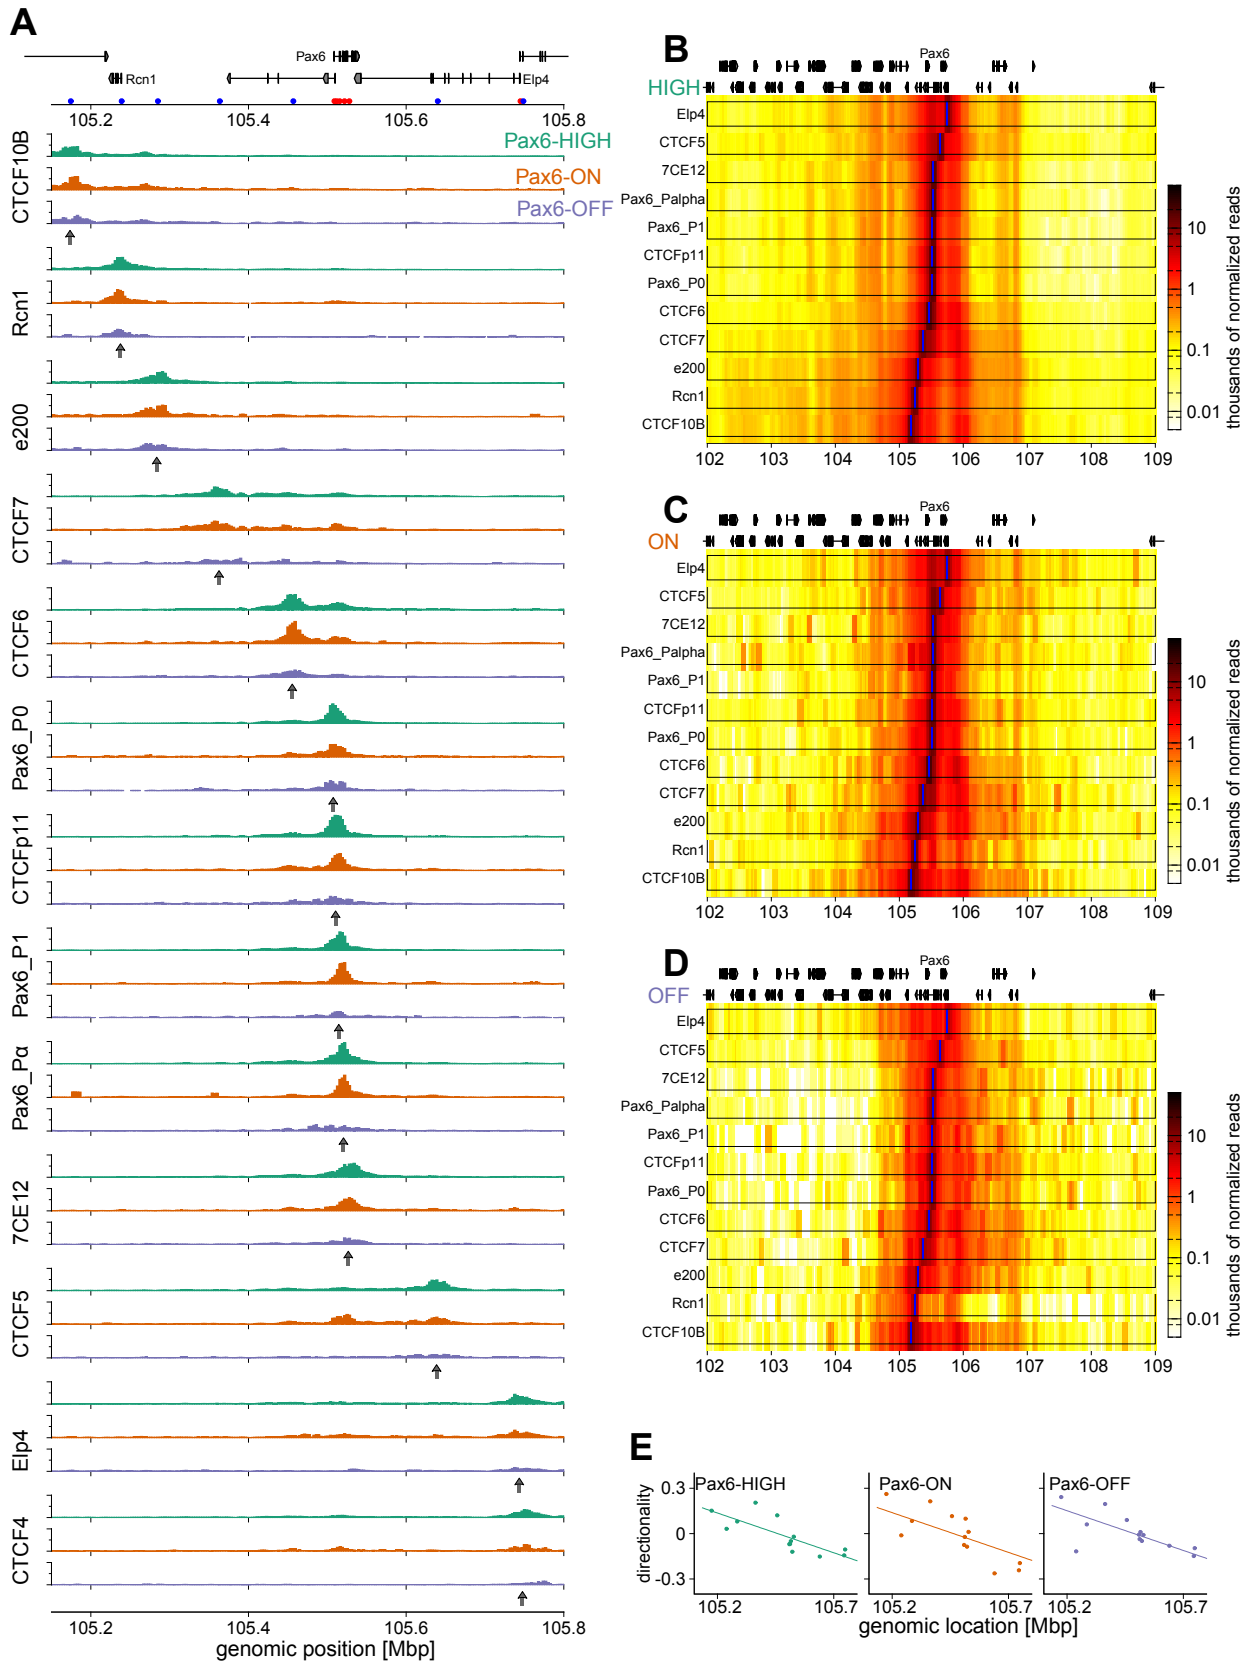 A
Pax6
Rcn1
Elp4
105.2
105.4
105.6
105.8
Pax6-HIGH
Pax6-ON
Pax6-OFF
CTCF10B
Rcn1
e200
CTCF7
CTCF6
Pax6_P0
CTCFp11
Pax6_P1
Pax6_Pα
7CE12
CTCF5
Elp4
CTCF4
105.2
105.4
105.6
105.8
genomic position [Mbp]
B
Pax6
HIGH
Elp4
CTCF5
7CE12
Pax6_Palpha
Pax6_P1
CTCFp11
Pax6_P0
CTCF6
CTCF7
e200
Rcn1
CTCF10B
102
103
104
105
106
107
108
109
10
1
0.1
0.01
thousands of normalized reads
C
Pax6
ON
Elp4
CTCF5
7CE12
Pax6_Palpha
Pax6_P1
CTCFp11
Pax6_P0
CTCF6
CTCF7
e200
Rcn1
CTCF10B
102
103
104
105
106
107
108
109
10
1
0.1
0.01
thousands of normalized reads
D
Pax6
OFF
Elp4
CTCF5
7CE12
Pax6_Palpha
Pax6_P1
CTCFp11
Pax6_P0
CTCF6
CTCF7
e200
Rcn1
CTCF10B
102
103
104
105
106
107
108
109
10
1
0.1
0.01
thousands of normalized reads
E
Pax6-HIGH
Pax6-ON
Pax6-OFF
0.3
0
-0.3
directionality
105.2
105.7
105.2
105.7
105.2
105.7
genomic location [Mbp]